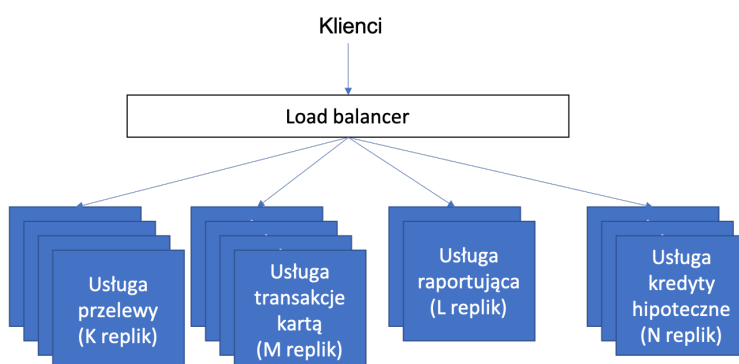 Klienci
Load balancer
Usługa
przelewy
(K replik)
Usługa
transakcje
kartą
(M replik)
Usługa
raportująca
(L replik)
Usługa
kredyty
hipoteczne
(N replik)